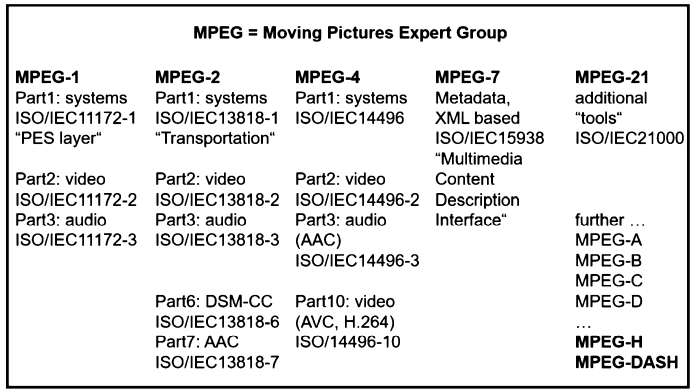 MPEG = Moving Pictures Expert Group
MPEG-1
Part1: systems
ISO/IEC11172-1
“PES layer“
Part2: video
ISO/IEC11172-2
Part3: audio
ISO/IEC11172-3
MPEG-2
Part1: systems
ISO/IEC13818-1
“Transportation“
Part2: video
ISO/IEC13818-2
Part3: audio
ISO/IEC13818-3
Part6: DSM-CC
ISO/IEC13818-6
Part7: AAC
ISO/IEC13818-7
MPEG-4
Part1: systems
ISO/IEC14496
Part2: video
ISO/IEC14496-2
Part3: audio
(AAC)
ISO/IEC14496-3
Part10: video
(AVC, H.264)
ISO/14496-10
MPEG-7
Metadata,
XML based
ISO/IEC15938
“Multimedia
Content
Description
Interface“
MPEG-21
additional
“tools“
ISO/IEC21000
further ...
MPEG-A
MPEG-B
MPEG-C
MPEG-D
...
MPEG-H
MPEG-DASH